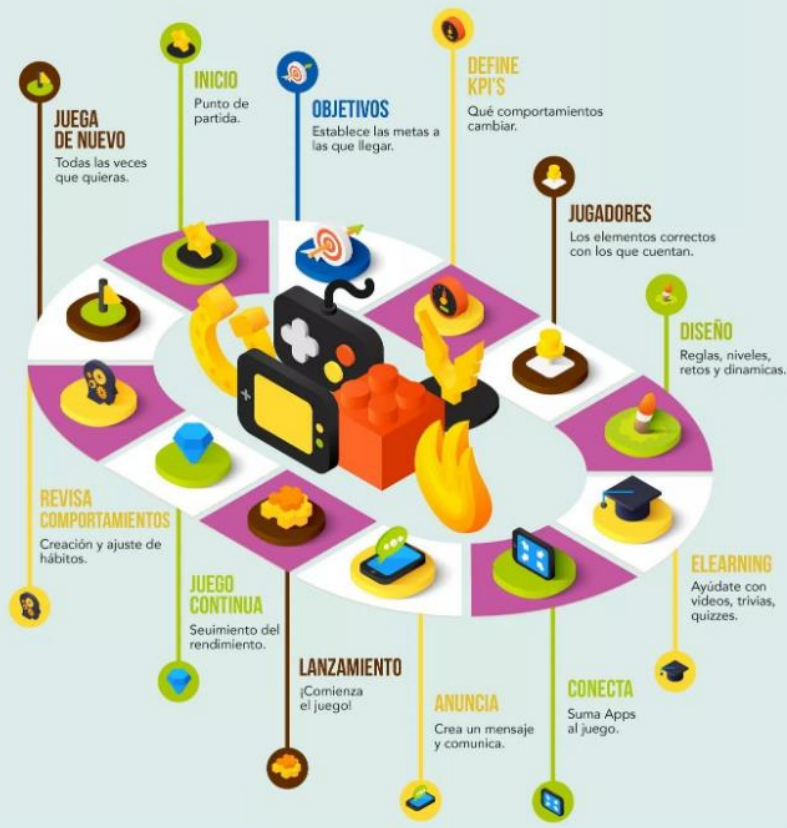 INICIO
Punto de
partida.
OBJETIVOS
Establece las metas a
las que llegar.
DEFINE
KPI'S
Qué comportamientos
cambiar.
JUGADORES
Los elementos correctos
con los que cuentan.
DISEÑO
Reglas, niveles,
retos y dinamicas.
ELEARNING
Ayúdate con
videos, trivias,
quizzes.
CONECTA
Suma Apps
al juego.
ANUNCIA
Crea un mensaje
y comunica.
LANZAMIENTO
¡Comienza
el juego!
JUEGO
CONTINUA
Seuimiento del
rendimiento.
REVISA
COMPORTAMIENTOS
Creación y ajuste de
hábitos.
JUEGA
DE NUEVO
Todas las veces
que quieras.